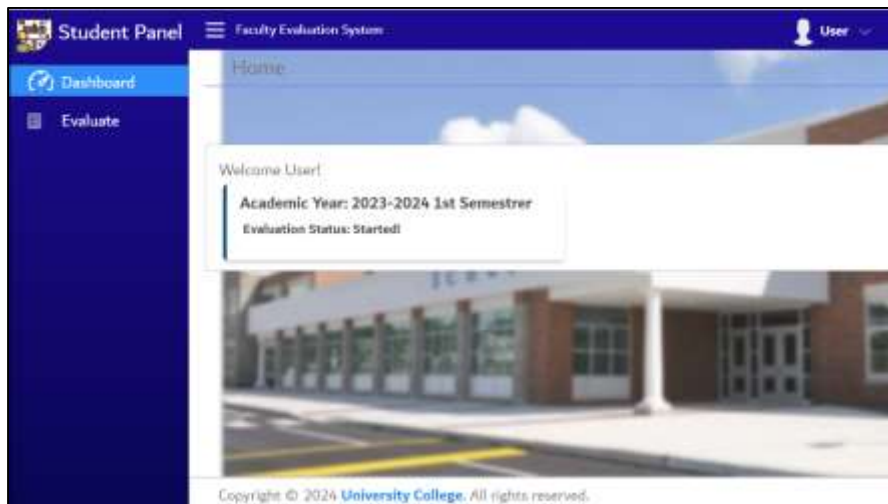 Student Panel
Faculty Evaluation System
User
Dashboard
Evaluate
Home
Welcome User!
Academic Year: 2023-2024 1st Semestrer
Evaluation Status: Started!
Copyright © 2024 University College. All rights reserved.